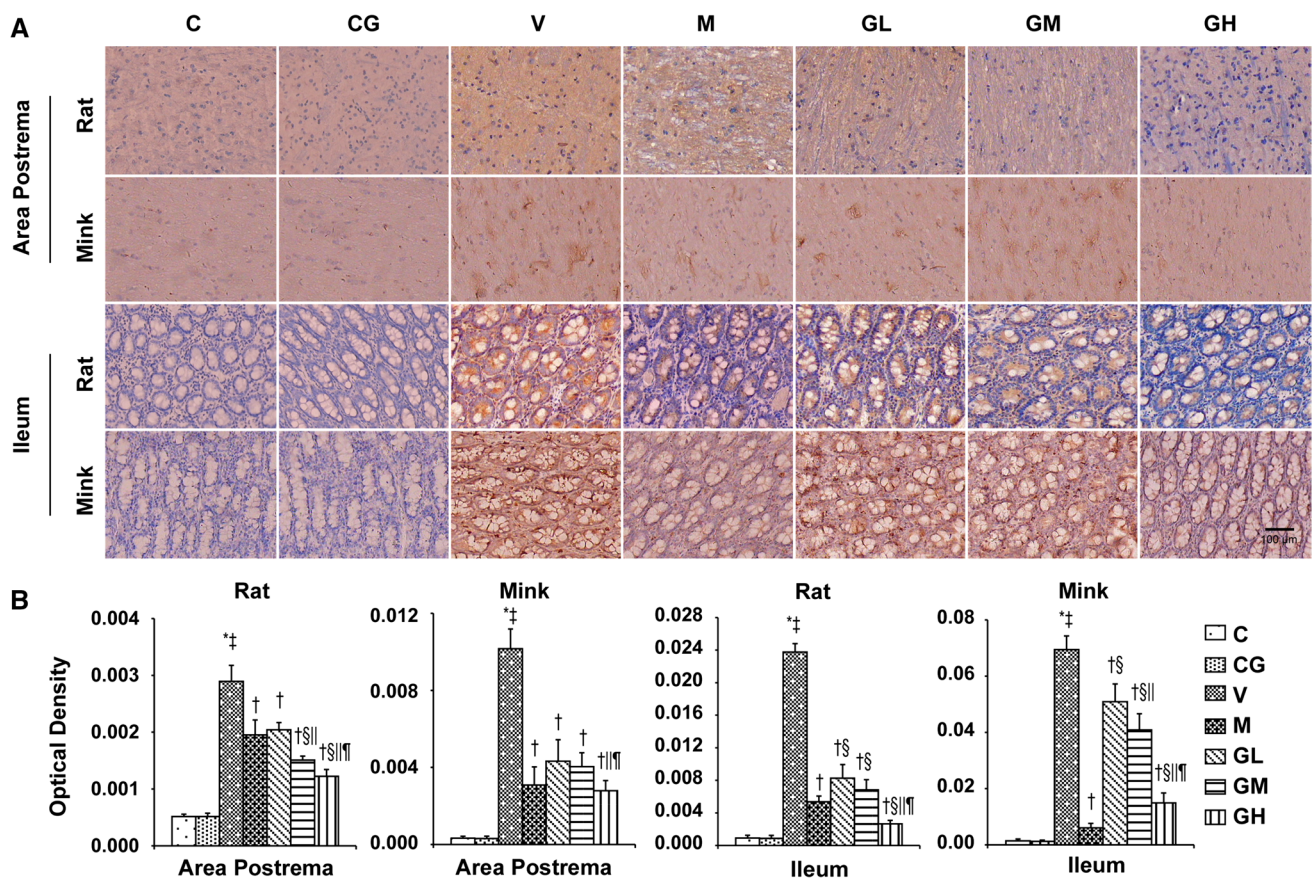 A
C CG V M GL GM GH
Area Postrema
Rat
Mink
Ileum
Rat
Mink
100 µm
B
Rat
Optical Density
0.004
0.003
0.002
0.001
0.000
*‡
†
†
†§||
†§||¶
Area Postrema
Mink
0.012
0.008
0.004
0.000
*‡
†
†
†
†||¶
Area Postrema
Rat
0.028
0.024
0.020
0.016
0.012
0.008
0.004
0.000
*‡
†
†§
†§
†§||¶
Ileum
Mink
0.08
0.06
0.04
0.02
0.00
*‡
†
†§
†§||
†§||¶
Ileum
C
CG
V
M
GL
GM
GH